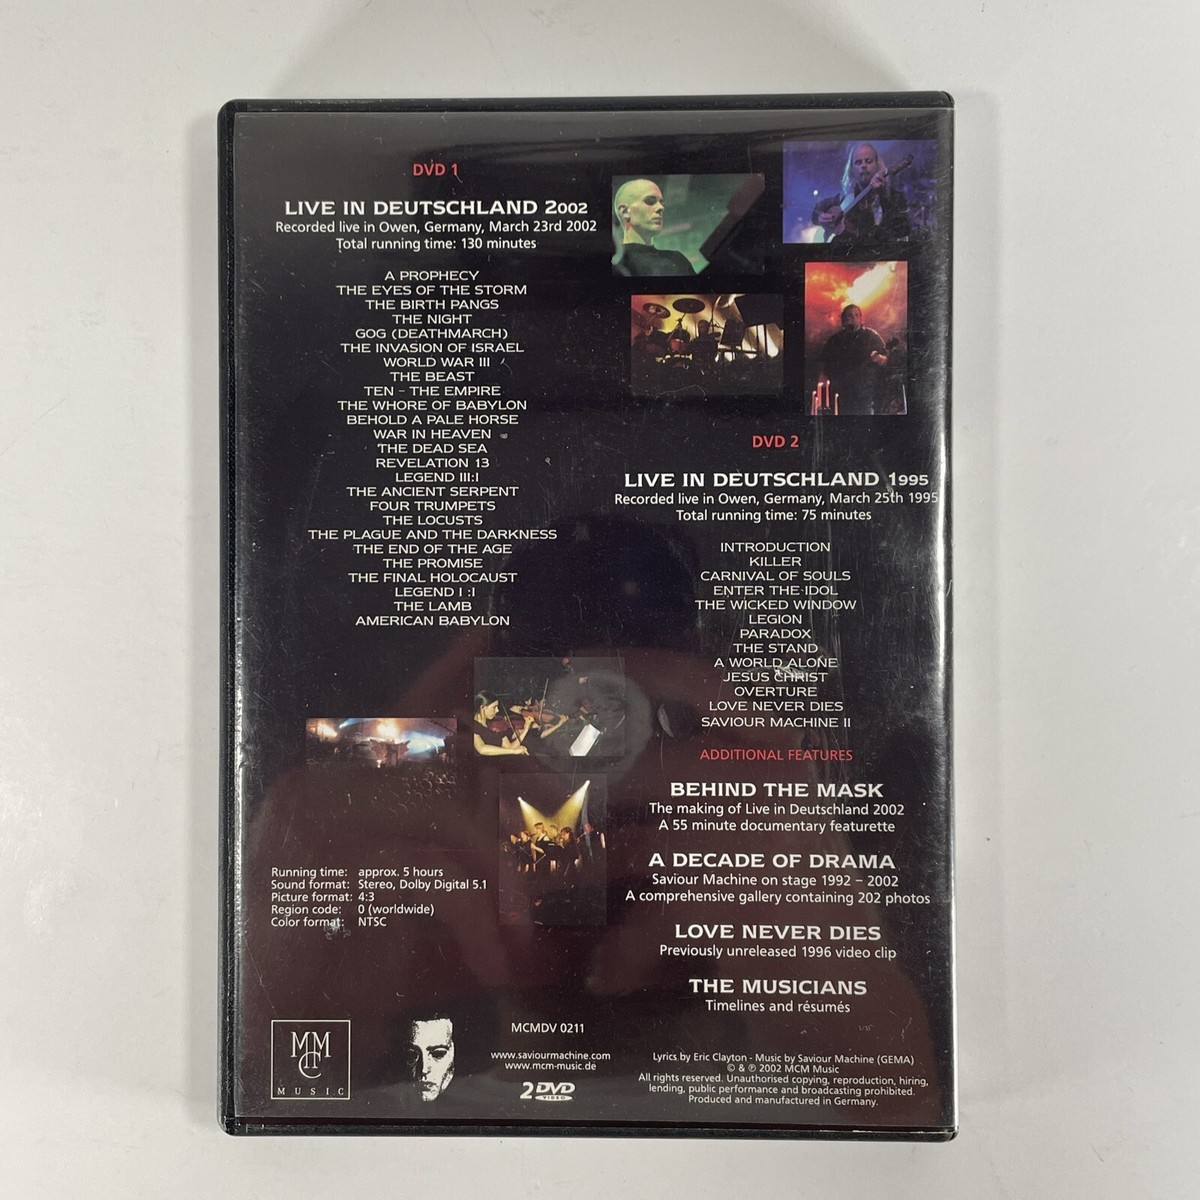 DVD 1
LIVE IN DEUTSCHLAND 2002
Recorded live in Owen, Germany, March 23rd 2002
Total running time: 130 minutes
A PROPHECY
THE EYES OF THE STORM
THE BIRTH PANGS
THE NIGHT
GOG (DEATHMARCH)
THE INVASION OF ISRAEL
WORLD WAR III
THE BEAST
TEN - THE EMPIRE
THE WHORE OF BABYLON
BEHOLD A PALE HORSE
WAR IN HEAVEN
THE DEAD SEA
REVELATION 13
LEGEND III:I
THE ANCIENT SERPENT
FOUR TRUMPETS
THE LOCUSTS
THE PLAGUE AND THE DARKNESS
THE END OF THE AGE
THE PROMISE
THE FINAL HOLOCAUST
LEGEND I :I
THE LAMB
AMERICAN BABYLON
DVD 2
LIVE IN DEUTSCHLAND 1995
Recorded live in Owen, Germany, March 25th 1995
Total running time: 75 minutes
INTRODUCTION
KILLER
CARNIVAL OF SOULS
ENTER THE IDOL
THE WICKED WINDOW
LEGION
PARADOX
THE STAND
A WORLD ALONE
JESUS CHRIST
OVERTURE
LOVE NEVER DIES
SAVIOUR MACHINE II
ADDITIONAL FEATURES
BEHIND THE MASK
The making of Live in Deutschland 2002
A 55 minute documentary featurette
A DECADE OF DRAMA
Saviour Machine on stage 1992 – 2002
A comprehensive gallery containing 202 photos
LOVE NEVER DIES
Previously unreleased 1996 video clip
THE MUSICIANS
Timelines and résumés
Running time: approx. 5 hours
Sound format: Stereo, Dolby Digital 5.1
Picture format: 4:3
Region code: 0 (worldwide)
Color format: NTSC
MCM
MUSIC
MCMDV 0211
www.saviourmachine.com
www.mcm-music.de
2 DVD
VIDEO
Lyrics by Eric Clayton - Music by Saviour Machine (GEMA)
© & ℗ 2002 MCM Music
All rights reserved. Unauthorised copying, reproduction, hiring,
lending, public performance and broadcasting prohibited.
Produced and manufactured in Germany.